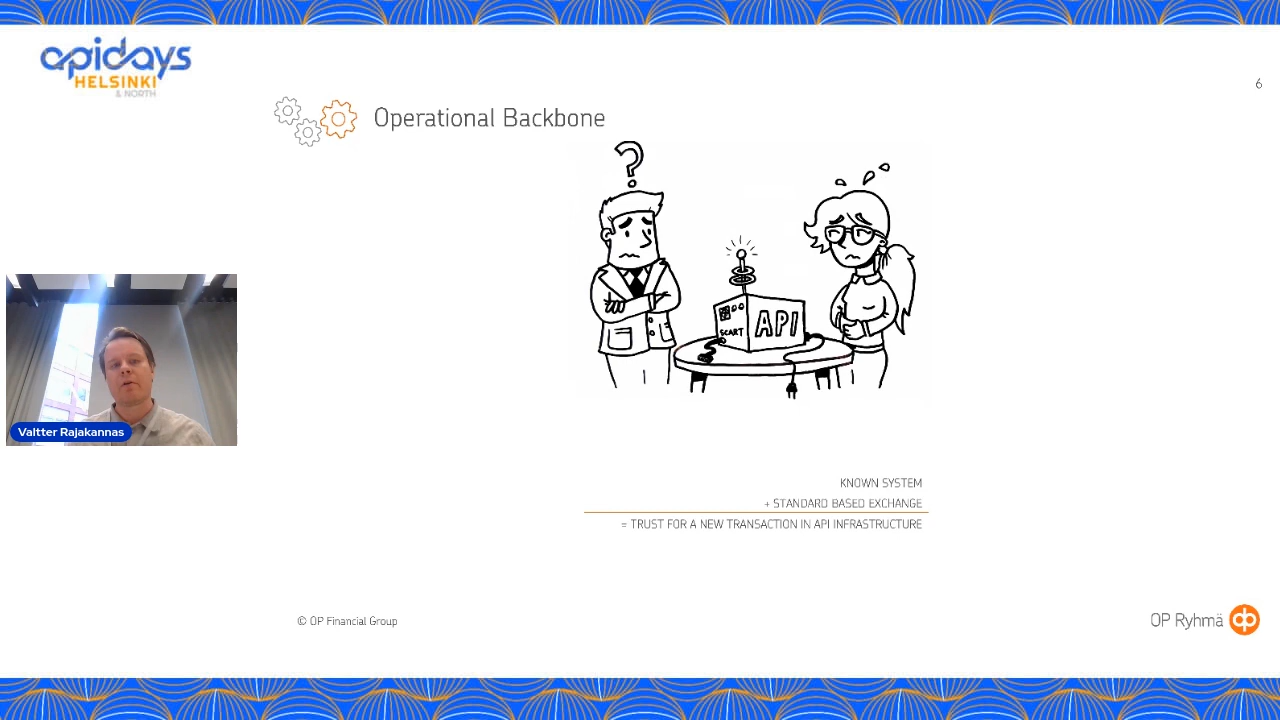 apidays
HELSINKI
& NORTH
6
Operational Backbone
?
SCART
API
Valtter Rajakannas
KNOWN SYSTEM
+ STANDARD BASED EXCHANGE
= TRUST FOR A NEW TRANSACTION IN API INFRASTRUCTURE
© OP Financial Group
OP Ryhmä